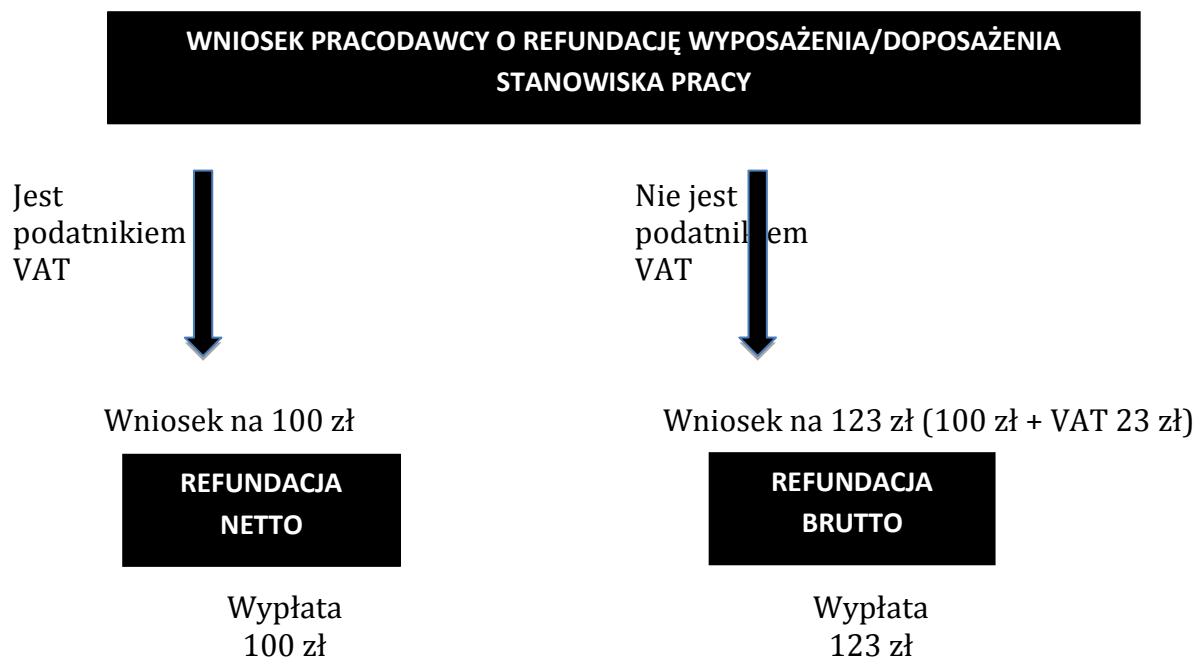 WNIOSEK PRACODAWCY O REFUNDACJĘ WYPOSAŻENIA/DOPOSAŻENIA
STANOWISKA PRACY
Jest
podatnikiem
VAT
Nie jest
podatnikiem
VAT
Wniosek na 100 zł
Wniosek na 123 zł (100 zł + VAT 23 zł)
REFUNDACJA
NETTO
REFUNDACJA
BRUTTO
Wypłata
100 zł
Wypłata
123 zł